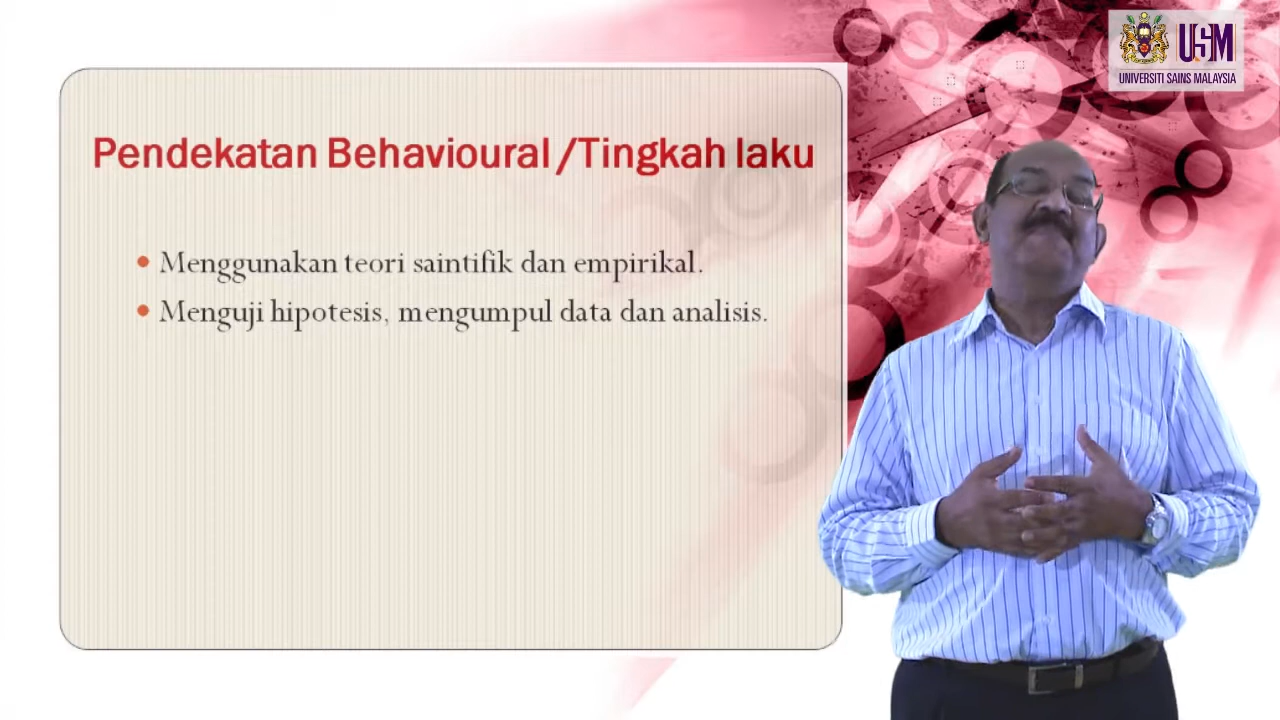 USM
UNIVERSITI SAINS MALAYSIA
Pendekatan Behavioural /Tingkah laku
• Menggunakan teori saintifik dan empirikal.
• Menguji hipotesis, mengumpul data dan analisis.